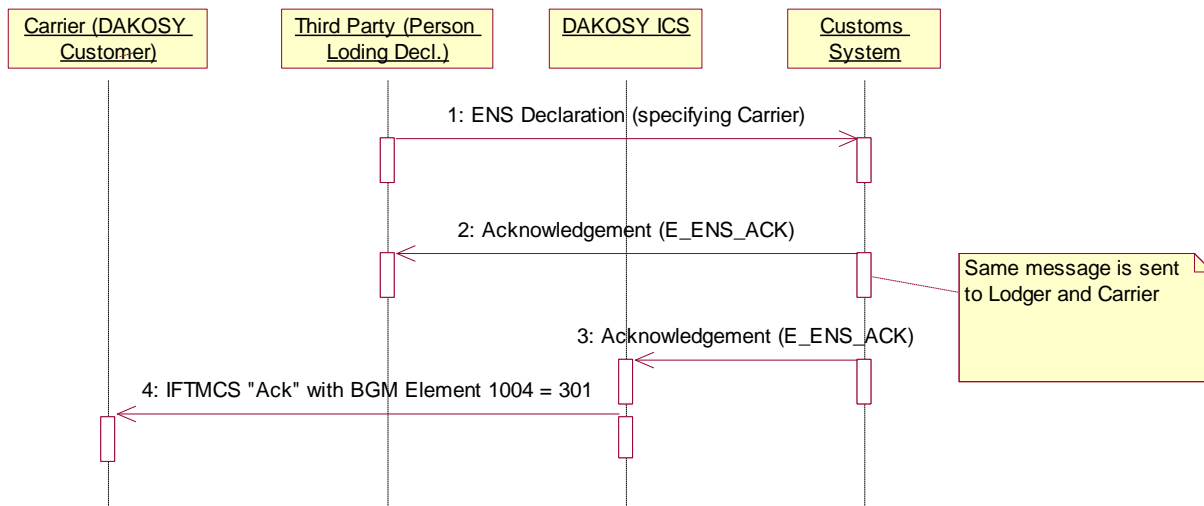 Carrier (DAKOSY
Customer)
Third Party (Person
Loding Decl.)
DAKOSY ICS
Customs
System
1: ENS Declaration (specifying Carrier)
2: Acknowledgement (E_ENS_ACK)
Same message is sent
to Lodger and Carrier
3: Acknowledgement (E_ENS_ACK)
4: IFTMCS "Ack" with BGM Element 1004 = 301